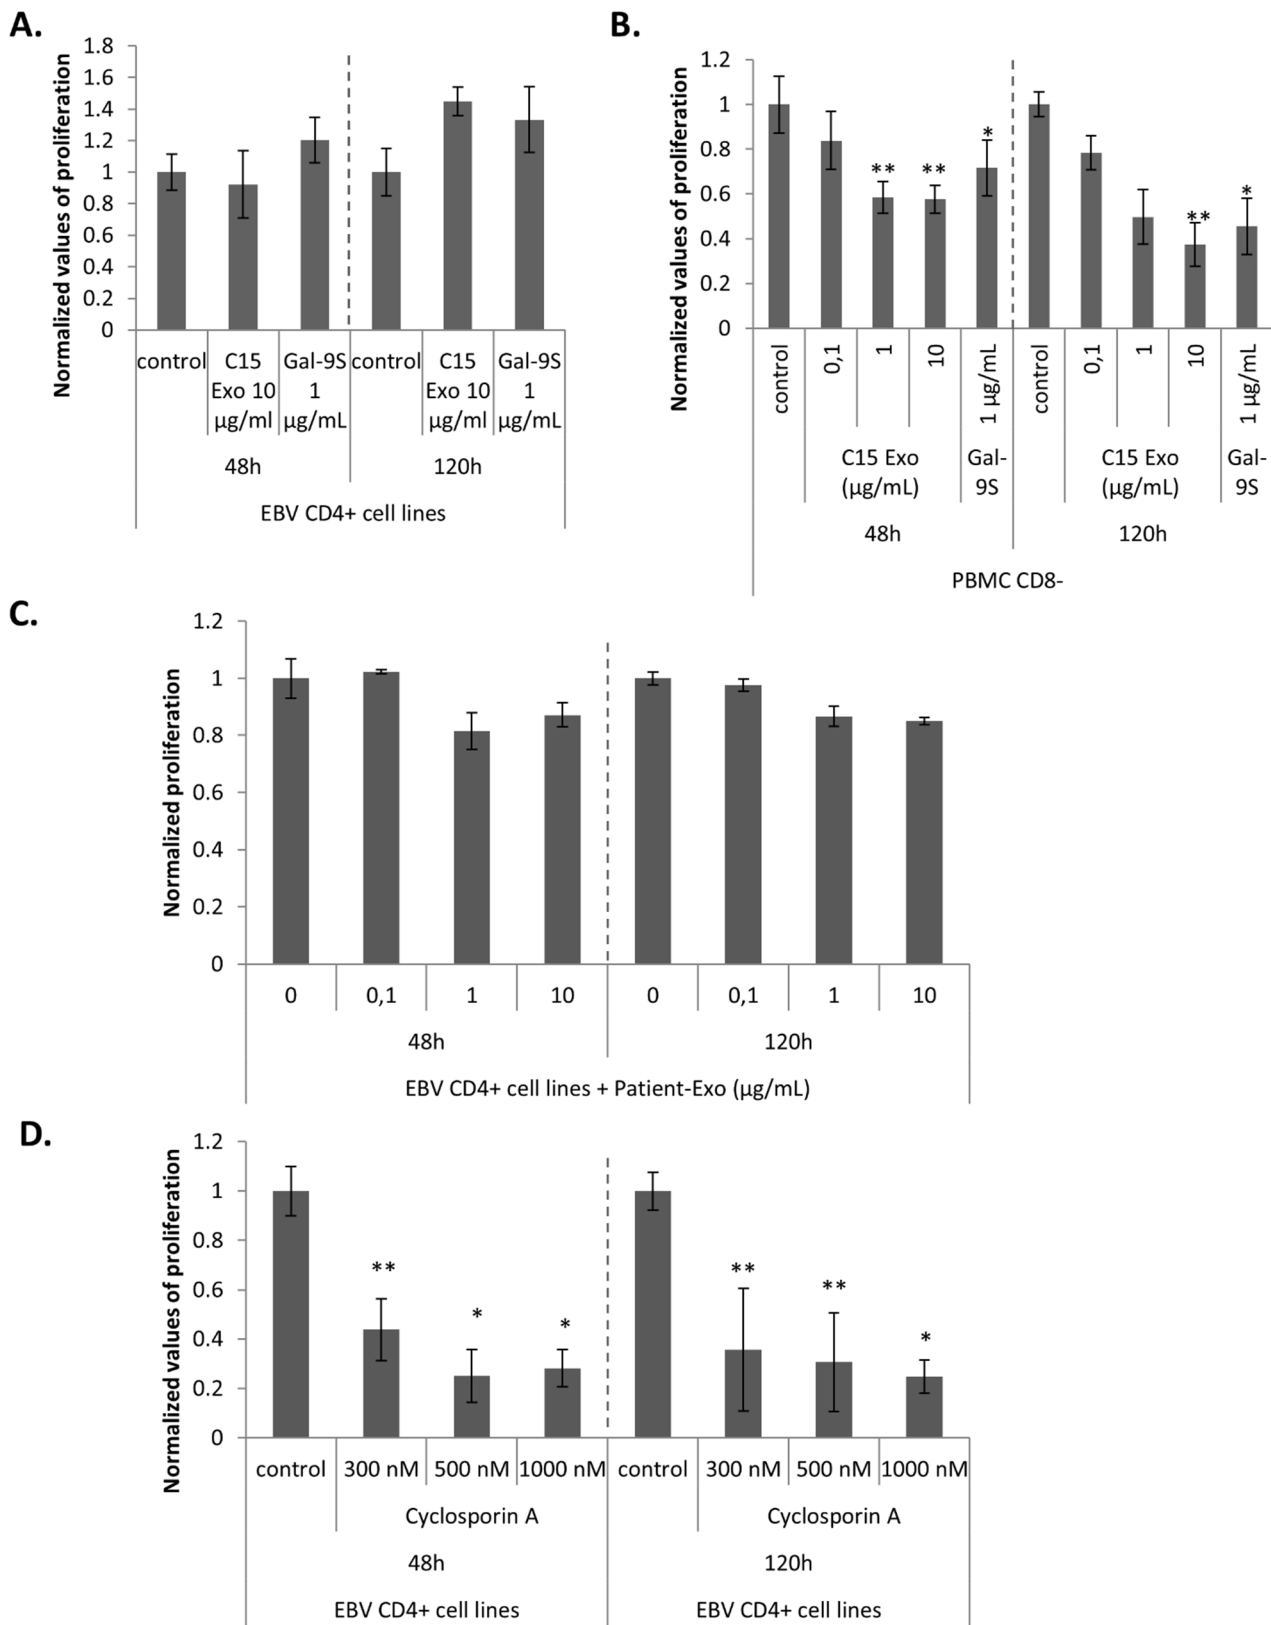 A.
Normalized values of proliferation
1.8
1.6
1.4
1.2
1
0.8
0.6
0.4
0.2
0
control
C15
Exo 10
µg/ml
Gal-9S
1
µg/mL
control
C15
Exo 10
µg/ml
Gal-9S
1
µg/mL
48h
120h
EBV CD4+ cell lines
B.
Normalized values of proliferation
1.2
1
0.8
0.6
0.4
0.2
0
**
**
*
**
*
control
0,1
1
10
1 µg/mL
control
0,1
1
10
1 µg/mL
C15 Exo
(µg/mL)
Gal-
9S
C15 Exo
(µg/mL)
Gal-
9S
48h
120h
PBMC CD8-
C.
Normalized proliferation
1.2
1
0.8
0.6
0.4
0.2
0
0
0,1
1
10
0
0,1
1
10
48h
120h
EBV CD4+ cell lines + Patient-Exo (µg/mL)
D.
Normalized values of proliferation
1.2
1
0.8
0.6
0.4
0.2
0
**
*
*
**
**
*
control
300 nM
500 nM
1000 nM
control
300 nM
500 nM
1000 nM
Cyclosporin A
Cyclosporin A
48h
120h
EBV CD4+ cell lines
EBV CD4+ cell lines